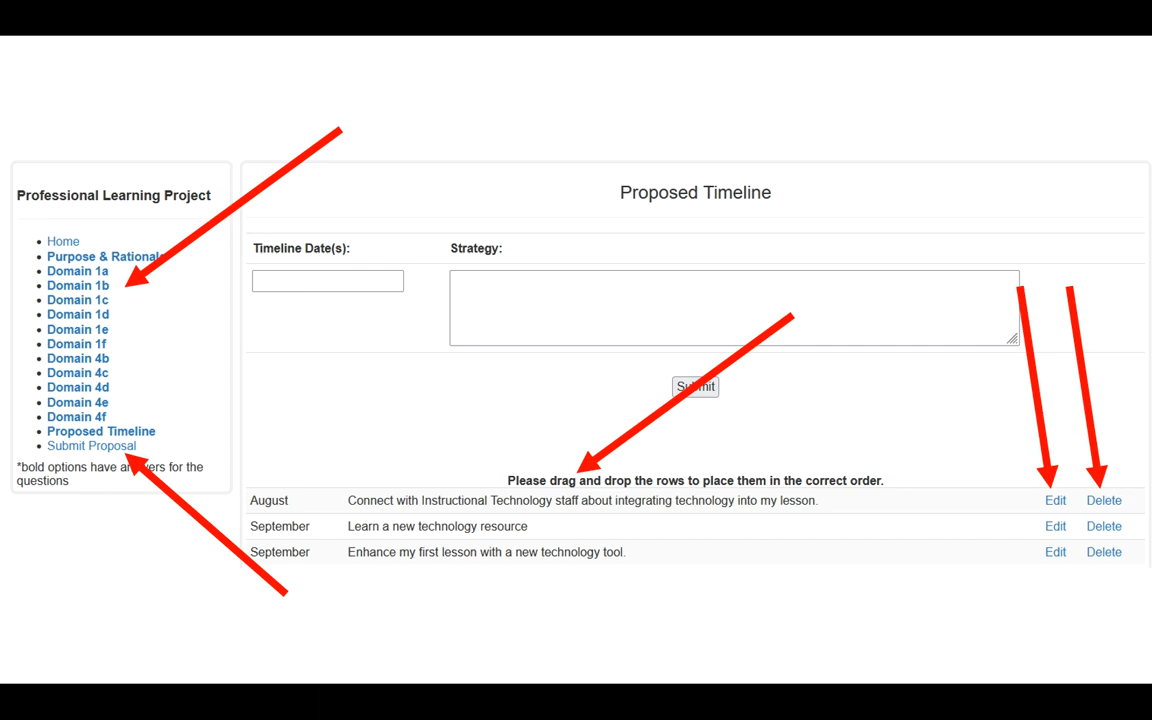 Professional Learning Project
Home
Purpose & Rationale
Domain 1a
Domain 1b
Domain 1c
Domain 1d
Domain 1e
Domain 1f
Domain 4b
Domain 4c
Domain 4d
Domain 4e
Domain 4f
Proposed Timeline
Submit Proposal
*bold options have answers for the
questions
Proposed Timeline
Timeline Date(s): Strategy:
Submit
Please drag and drop the rows to place them in the correct order.
August Connect with Instructional Technology staff about integrating technology into my lesson. Edit Delete
September Learn a new technology resource Edit Delete
September Enhance my first lesson with a new technology tool. Edit Delete